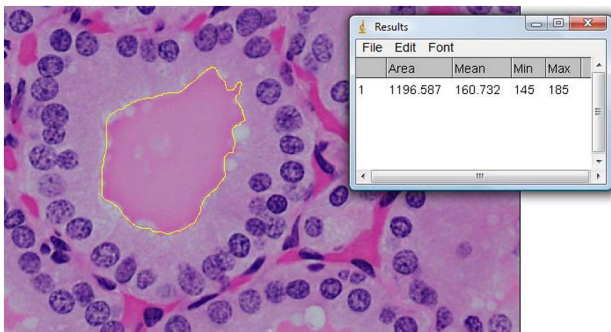 Results
File Edit Font
Area Mean Min Max
1 1196.587 160.732 145 185